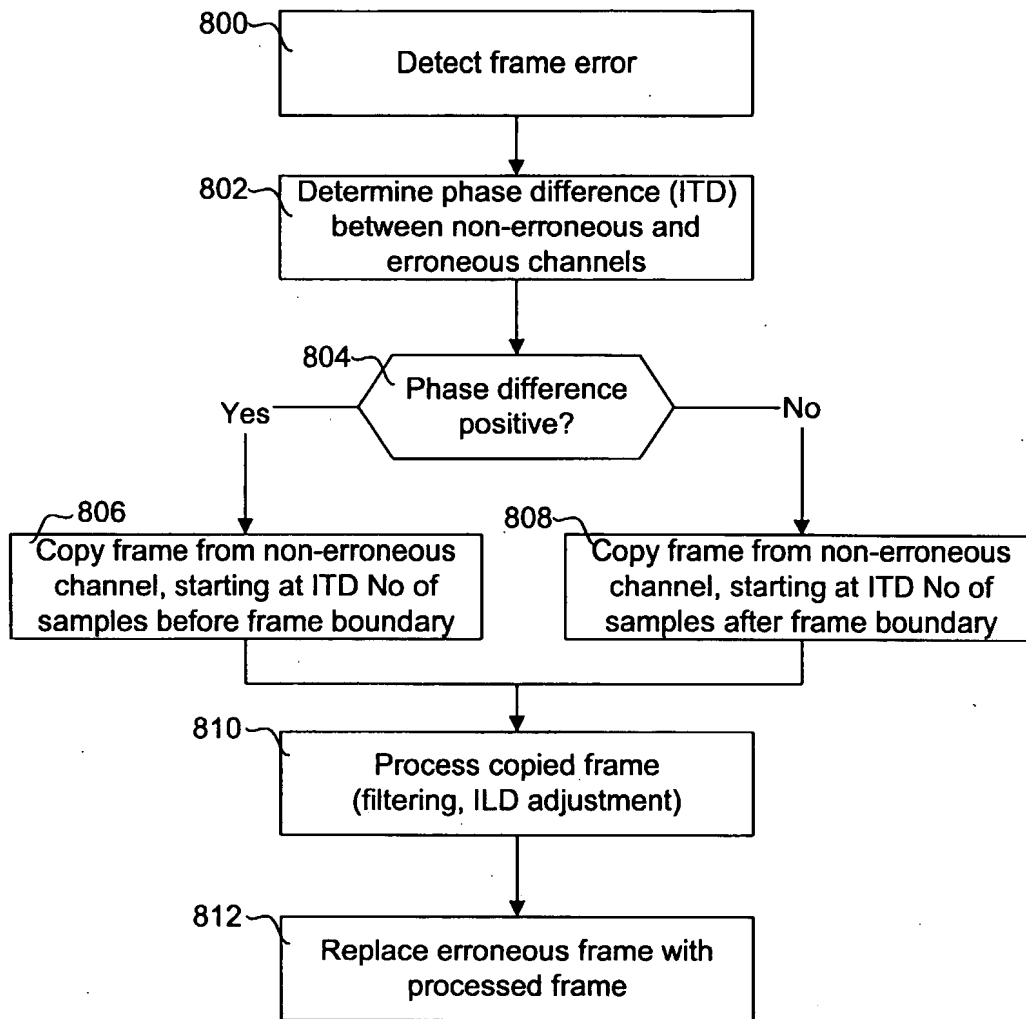 800
Detect frame error
802
Determine phase difference (ITD)
between non-erroneous and
erroneous channels
804
Phase difference
positive?
Yes
No
806
Copy frame from non-erroneous
channel, starting at ITD No of
samples before frame boundary
808
Copy frame from non-erroneous
channel, starting at ITD No of
samples after frame boundary
810
Process copied frame
(filtering, ILD adjustment)
812
Replace erroneous frame with
processed frame